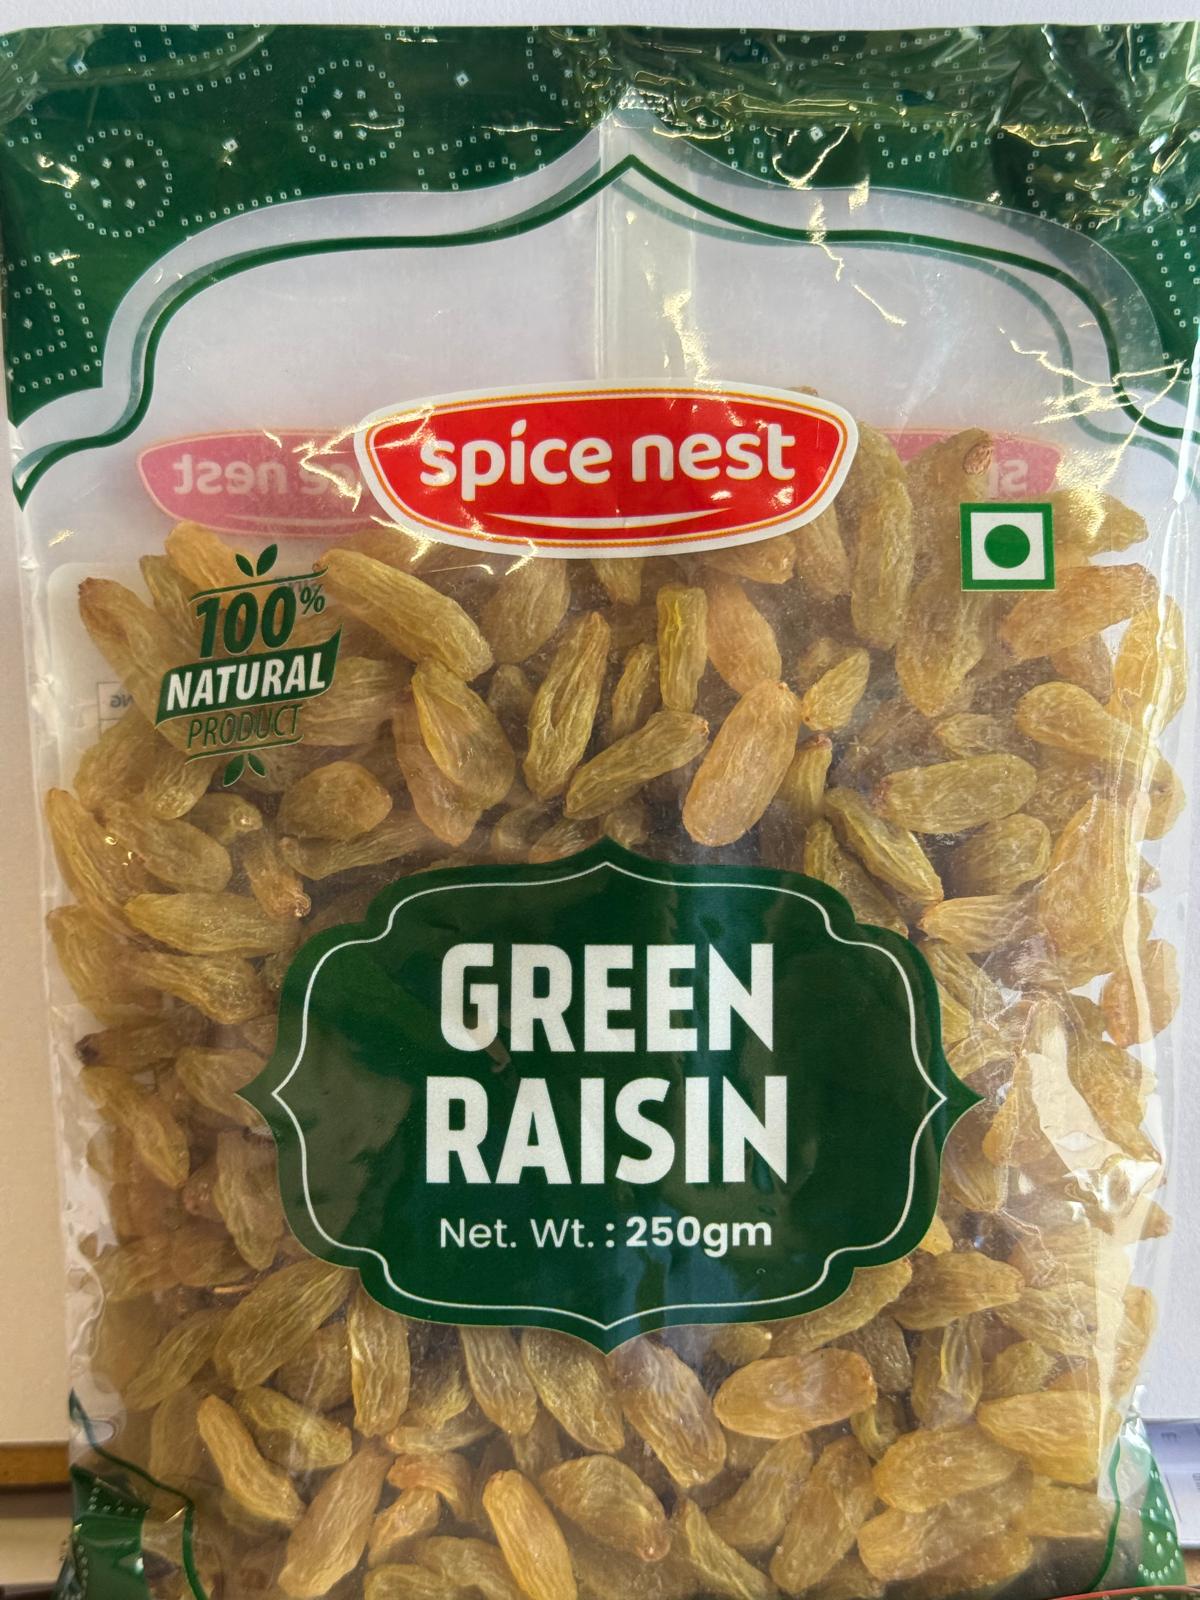 spice nest
100%
NATURAL
PRODUCT
GREEN
RAISIN
Net. Wt. : 250gm